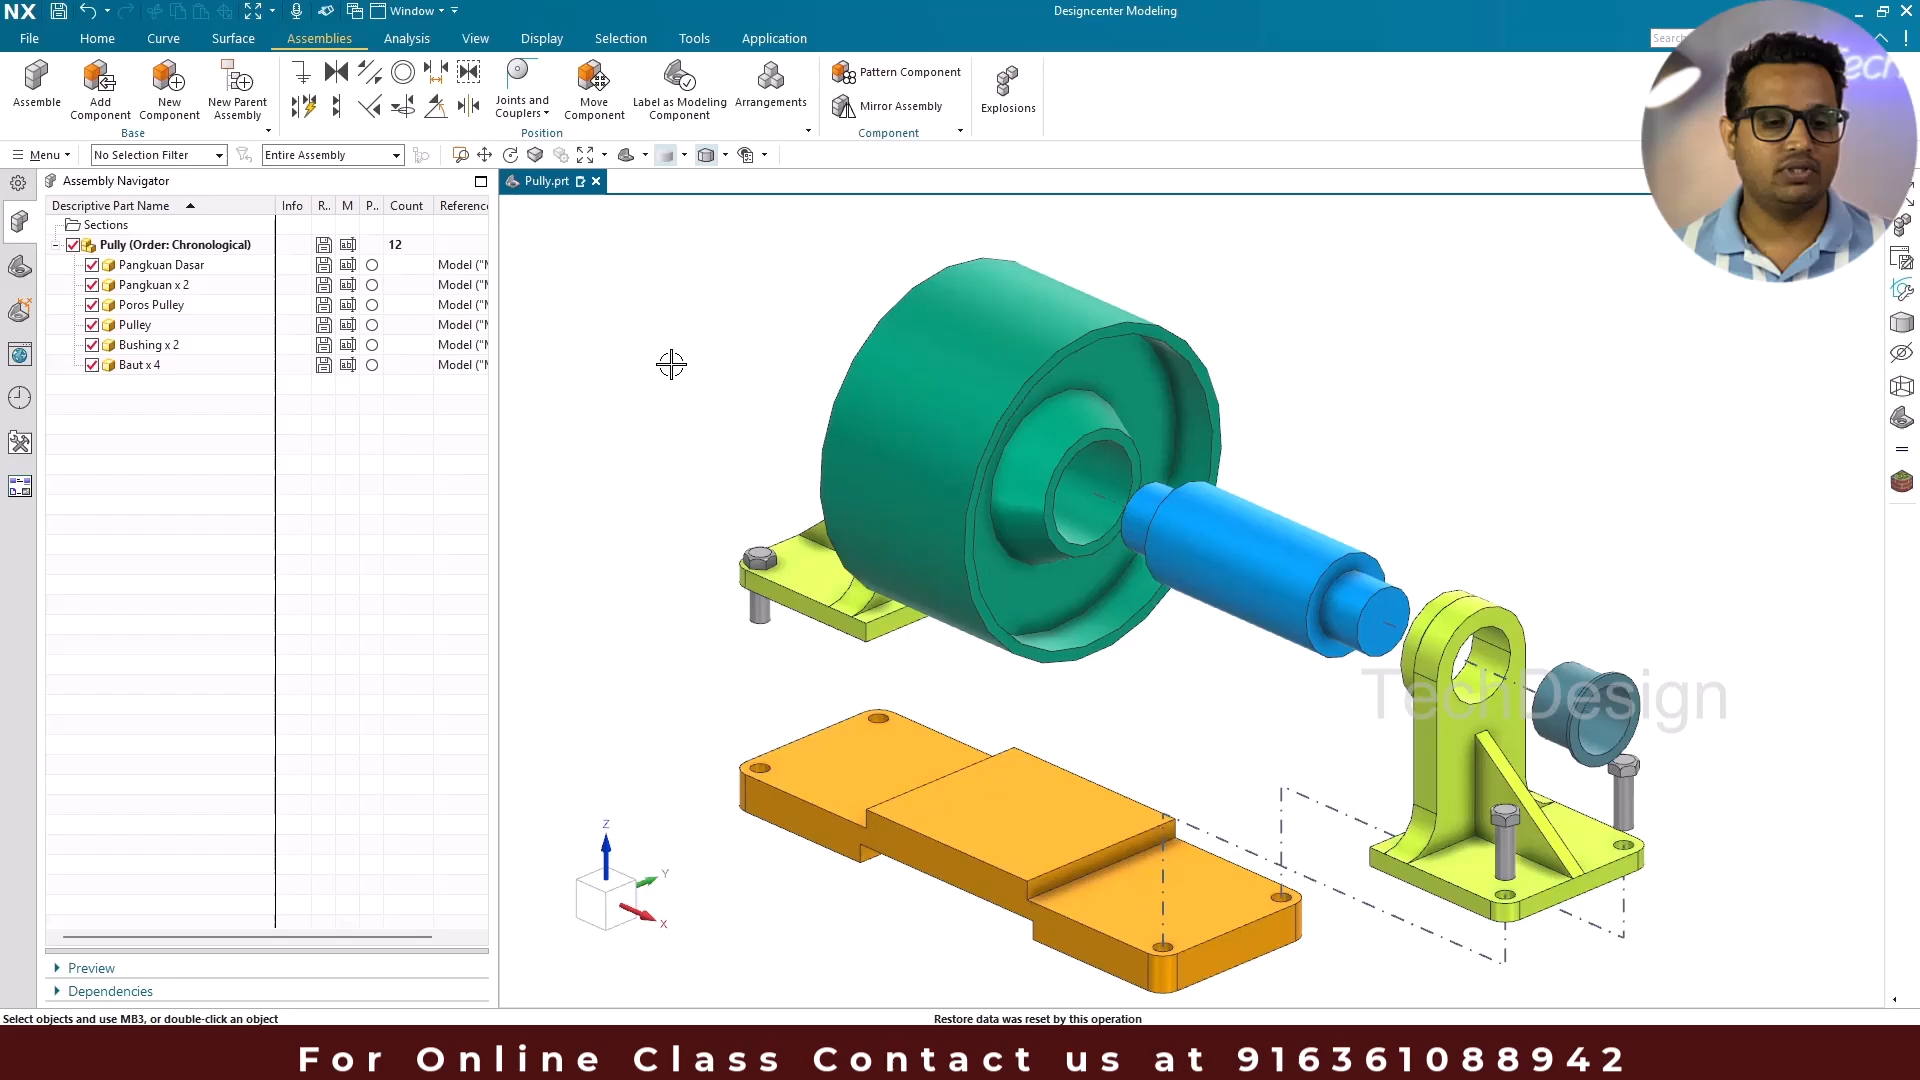 NX
Window
Designcenter Modeling
File Home Curve Surface Assemblies Analysis View Display Selection Tools Application
Search
Tech
Assemble
Add Component
New Component
New Parent Assembly
Base
Joints and Couplers
Move Component
Label as Modeling Component
Arrangements
Position
Pattern Component
Mirror Assembly
Component
Explosions
Menu
No Selection Filter
Entire Assembly
Assembly Navigator
Pully.prt
Descriptive Part Name Info R.. M P.. Count Referenc
Sections
Pully (Order: Chronological) 12
Pangkuan Dasar Model ("M
Pangkuan x 2 Model ("M
Poros Pulley Model ("M
Pulley Model ("M
Bushing x 2 Model ("M
Baut x 4 Model ("M
TechDesign
Z
Y
X
Preview
Dependencies
Select objects and use MB3, or double-click an object
Restore data was reset by this operation
For Online Class Contact us at 916361088942